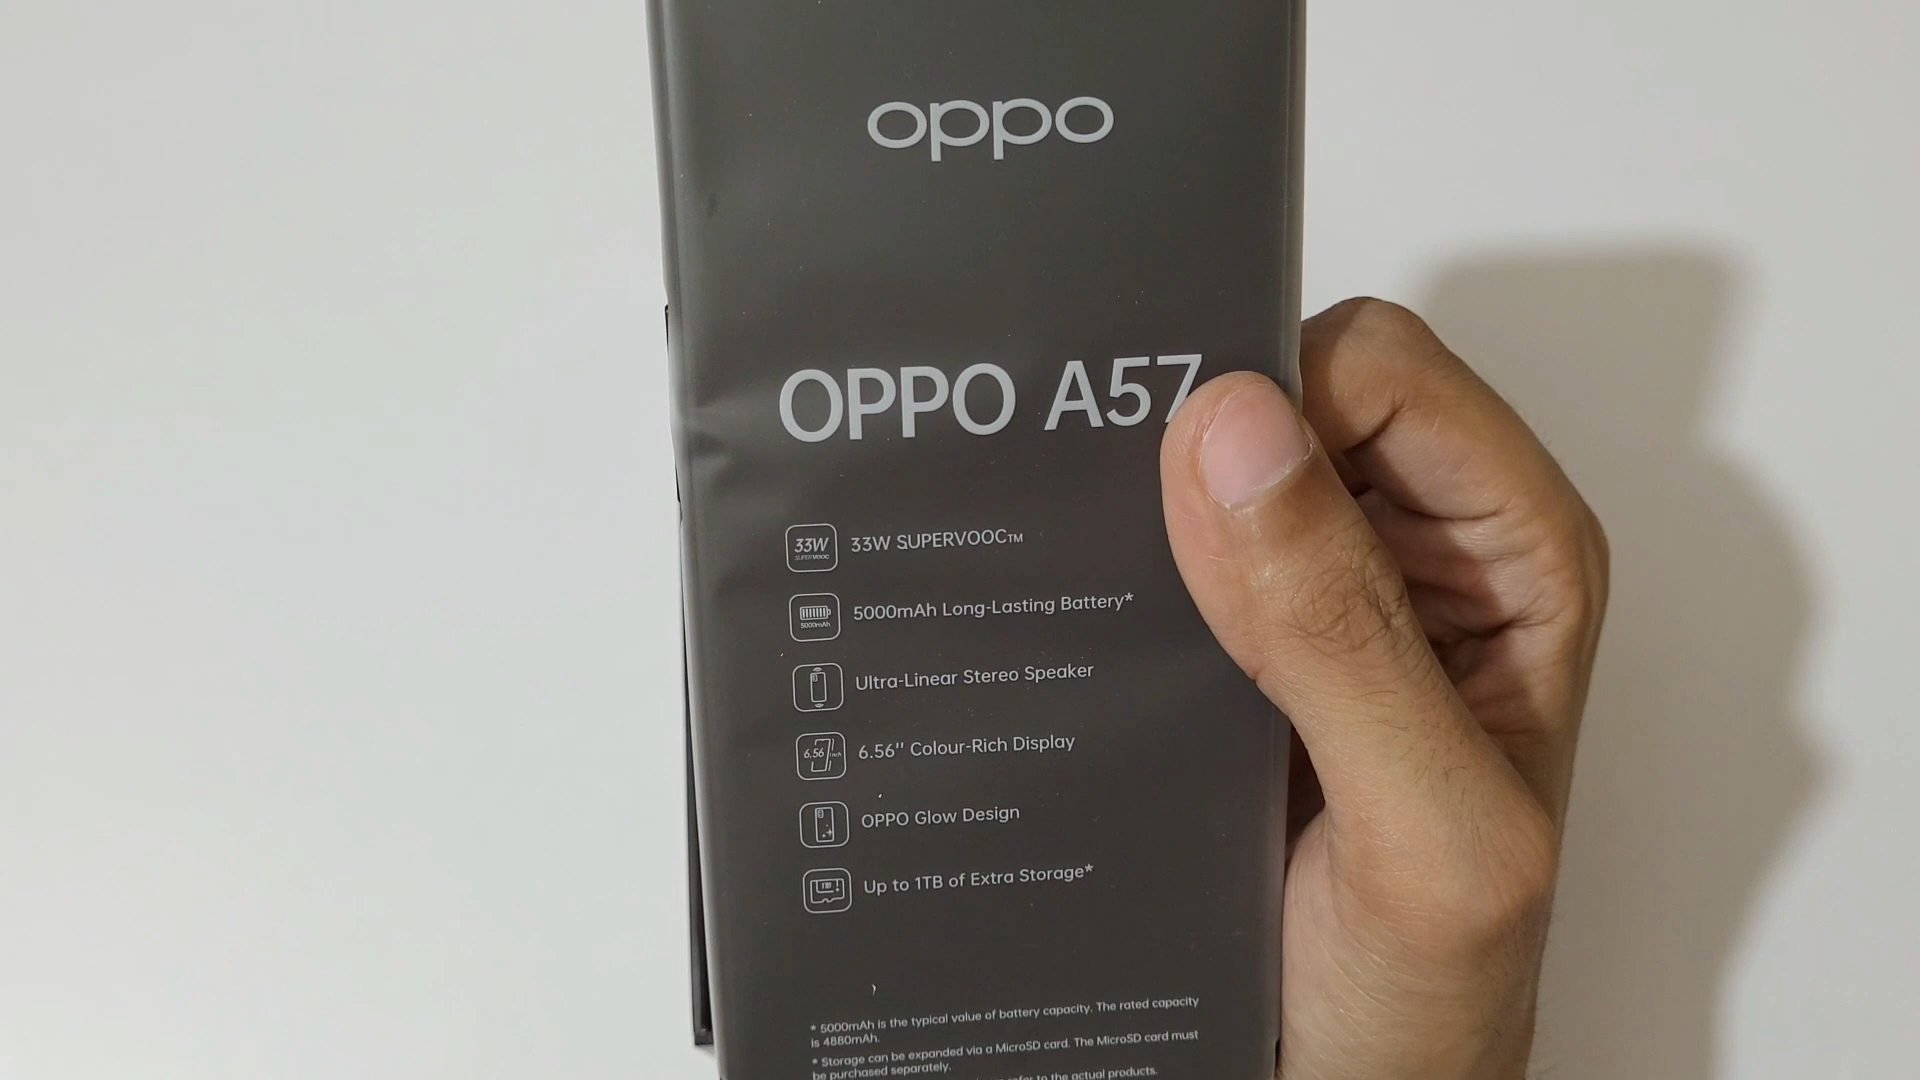 oppo
OPPO A57
33W
SUPERVOOC
33W SUPERVOOC™
5000mAh
5000mAh Long-Lasting Battery*
Ultra-Linear Stereo Speaker
6.56
inch
6.56" Colour-Rich Display
OPPO Glow Design
1TB
Up to 1TB of Extra Storage*
* 5000mAh is the typical value of battery capacity. The rated capacity
is 4880mAh.
* Storage can be expanded via a MicroSD card. The MicroSD card must
be purchased separately.
refer to the actual products.